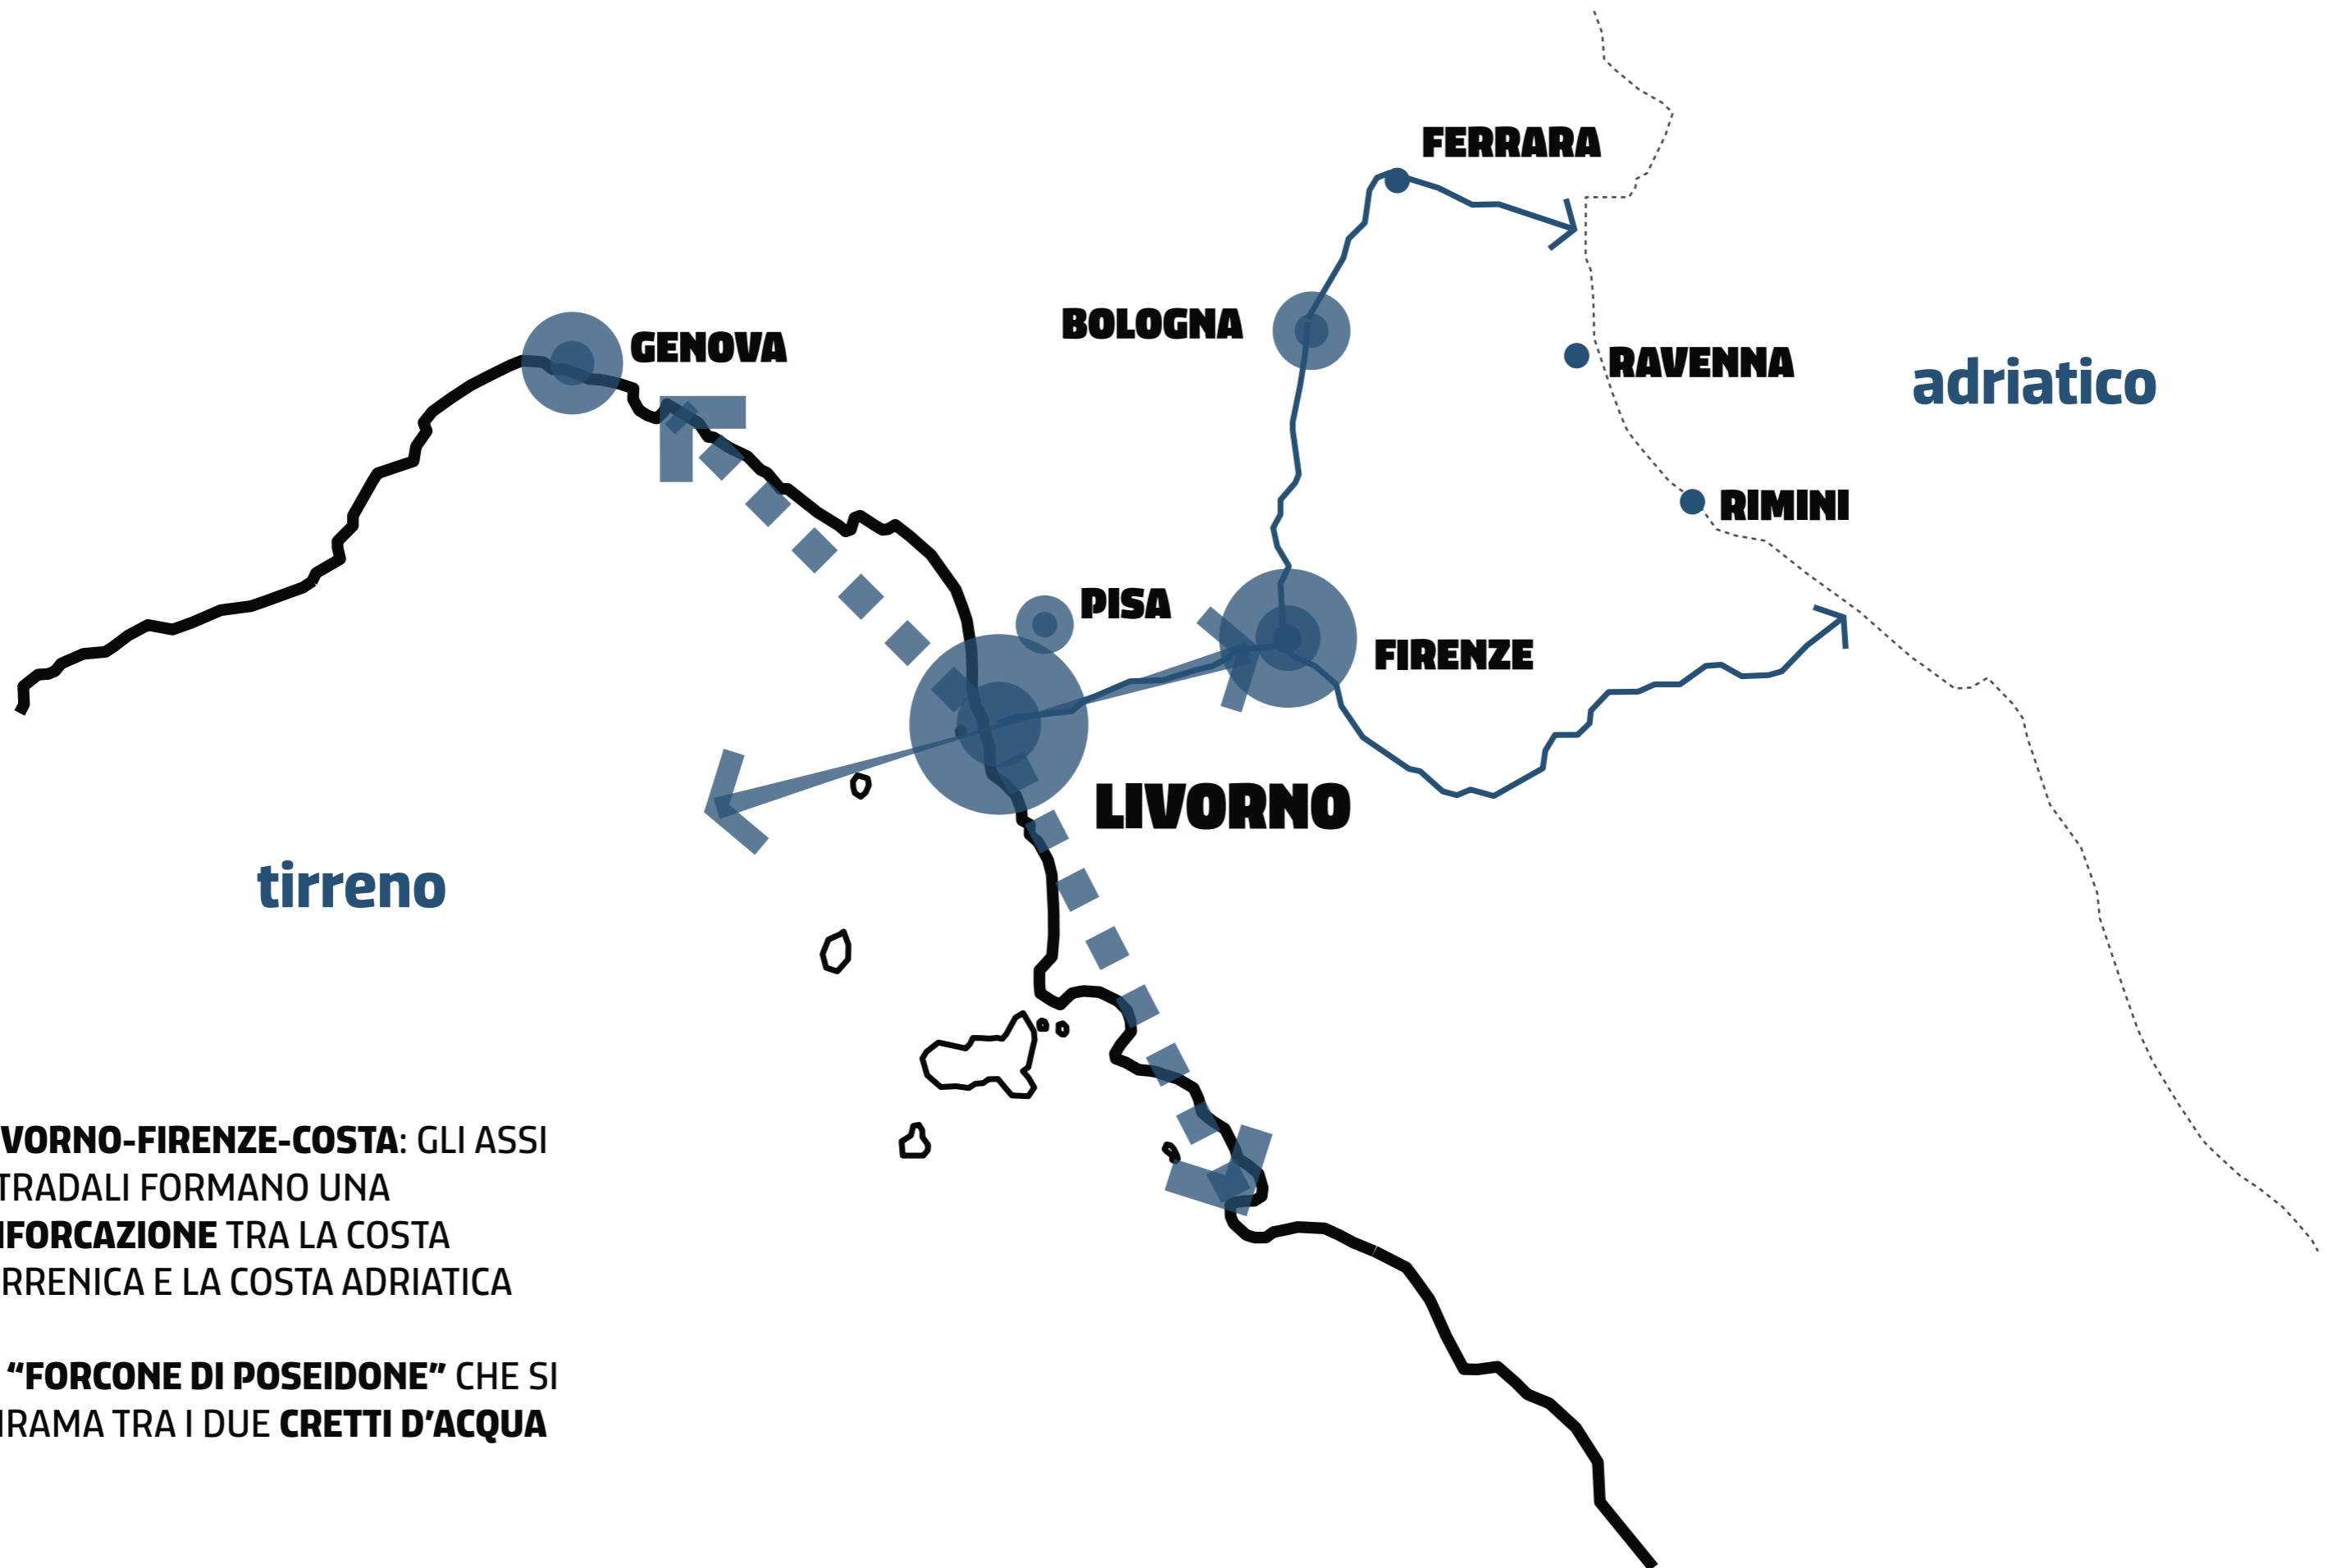 FERRARA
BOLOGNA
GENOVA
RAVENNA
adriatico
RIMINI
PISA
FIRENZE
LIVORNO
tirreno
VORNO-FIRENZE-COSTA: GLI ASSI
TRADALI FORMANO UNA
IFORCAZIONE TRA LA COSTA
RRENICA E LA COSTA ADRIATICA
“FORCONE DI POSEIDONE” CHE SI
IRAMA TRA I DUE CRETTI D’ACQUA